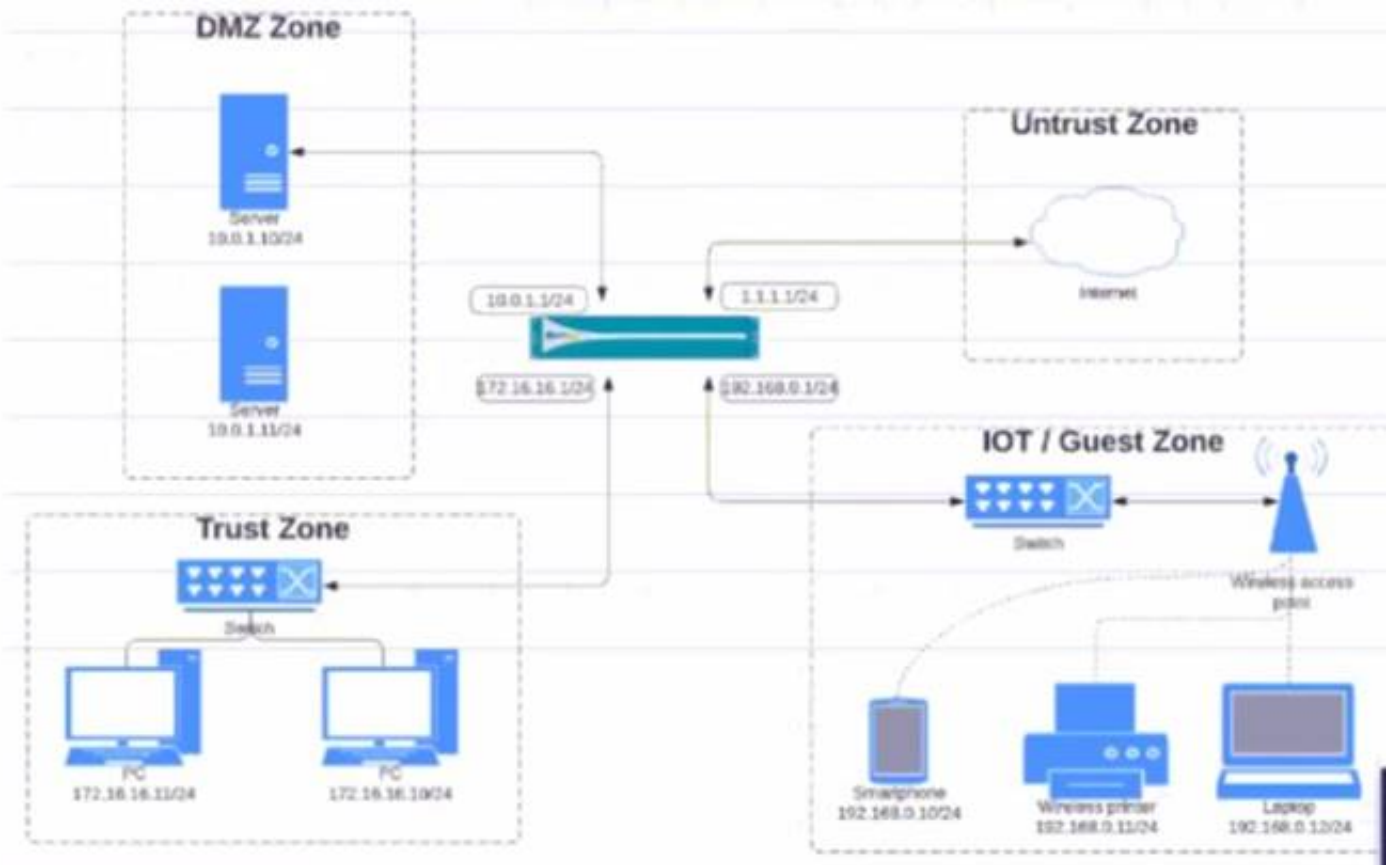 DMZ Zone
Server
10.0.1.10/24
Server
10.0.1.11/24
Untrust Zone
Internet
10.0.1.1/24
1.1.1.1/24
172.16.16.1/24
192.168.0.1/24
Trust Zone
Switch
PC
172.16.16.11/24
PC
172.16.16.10/24
IOT / Guest Zone
Switch
Wireless access
point
Smartphone
192.168.0.10/24
Wireless printer
192.168.0.11/24
Laptop
192.168.0.12/24